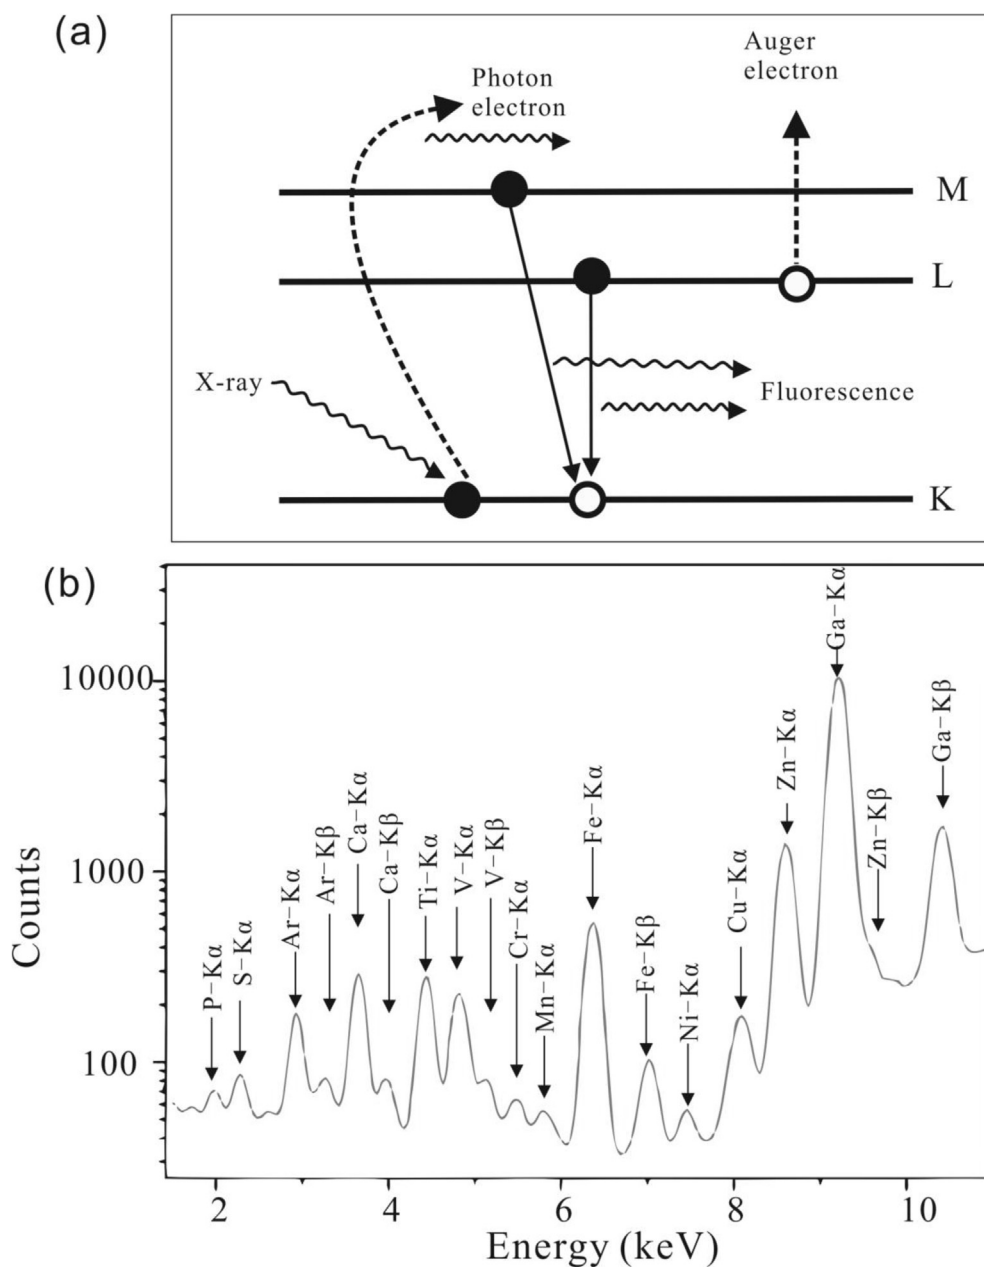 (a)
Photon
electron
Auger
electron
M
L
X-ray
Fluorescence
K
(b)
Counts
10000
1000
100
P–Kα
S–Kα
Ar–Kα
Ar–Kβ
Ca–Kα
Ca–Kβ
Ti–Kα
V–Kα
V–Kβ
Cr–Kα
Mn–Kα
Fe–Kα
Fe–Kβ
Ni–Kα
Cu–Kα
Zn–Kα
Ga–Kα
Zn–Kβ
Ga–Kβ
2 4 6 8 10
Energy (keV)